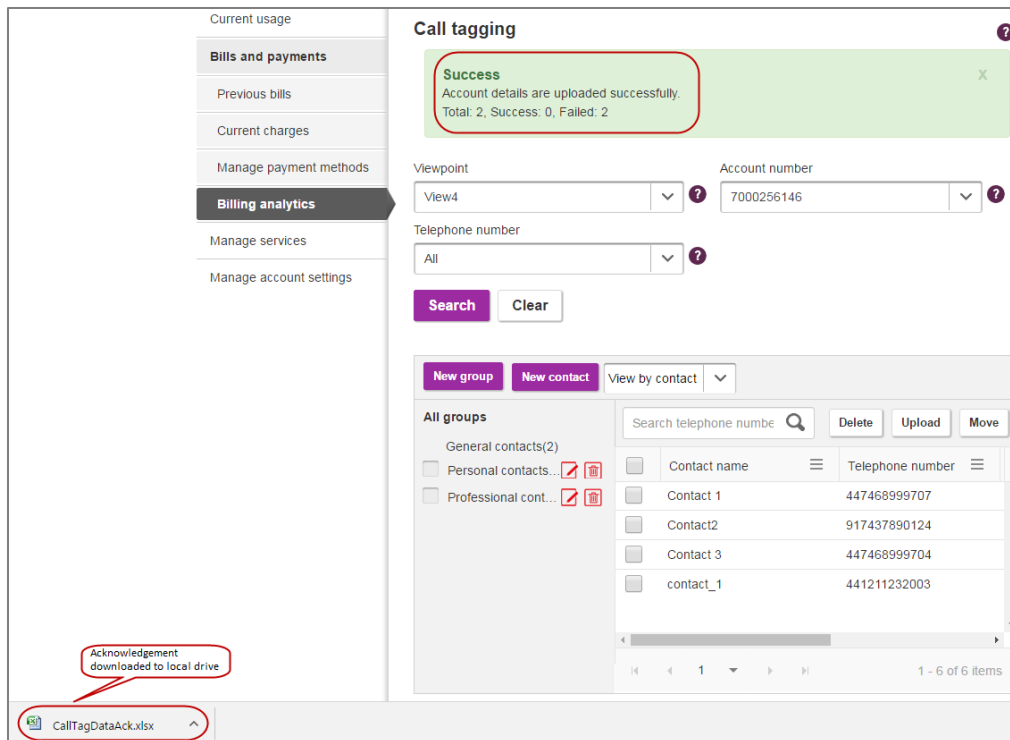 Current usage
Bills and payments
Previous bills
Current charges
Manage payment methods
Billing analytics
Manage services
Manage account settings
Call tagging
?
Success
X
Account details are uploaded successfully.
Total: 2, Success: 0, Failed: 2
Viewpoint
Account number
View4
?
7000256146
?
Telephone number
All
?
Search
Clear
New group
New contact
View by contact
All groups
General contacts(2)
Personal contacts...
Professional cont...
Search telephone numbe
Delete
Upload
Move
Contact name
Telephone number
Contact 1
447468999707
Contact2
917437890124
Contact 3
447468999704
contact_1
441211232003
1
1 - 6 of 6 items
Acknowledgement
downloaded to local drive
CallTagDataAck.xlsx